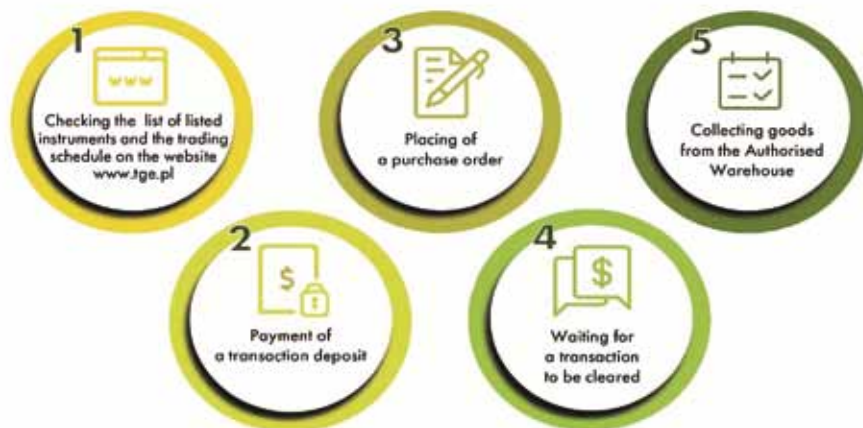 1
www
Checking the list of listed
instruments and the trading
schedule on the website
www.tge.pl
2
$
Payment of
a transaction deposit
3
Placing of
a purchase order
4
$
Waiting for
a transaction
to be cleared
5
Collecting goods
from the Authorised
Warehouse